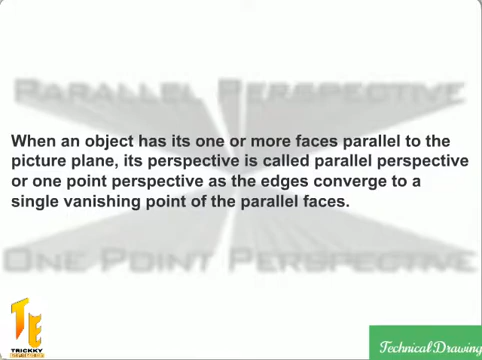 Parallel Perspective
When an object has its one or more faces parallel to the
picture plane, its perspective is called parallel perspective
or one point perspective as the edges converge to a
single vanishing point of the parallel faces.
One Point Perspective
TE
TRICKKY
Technical Drawing